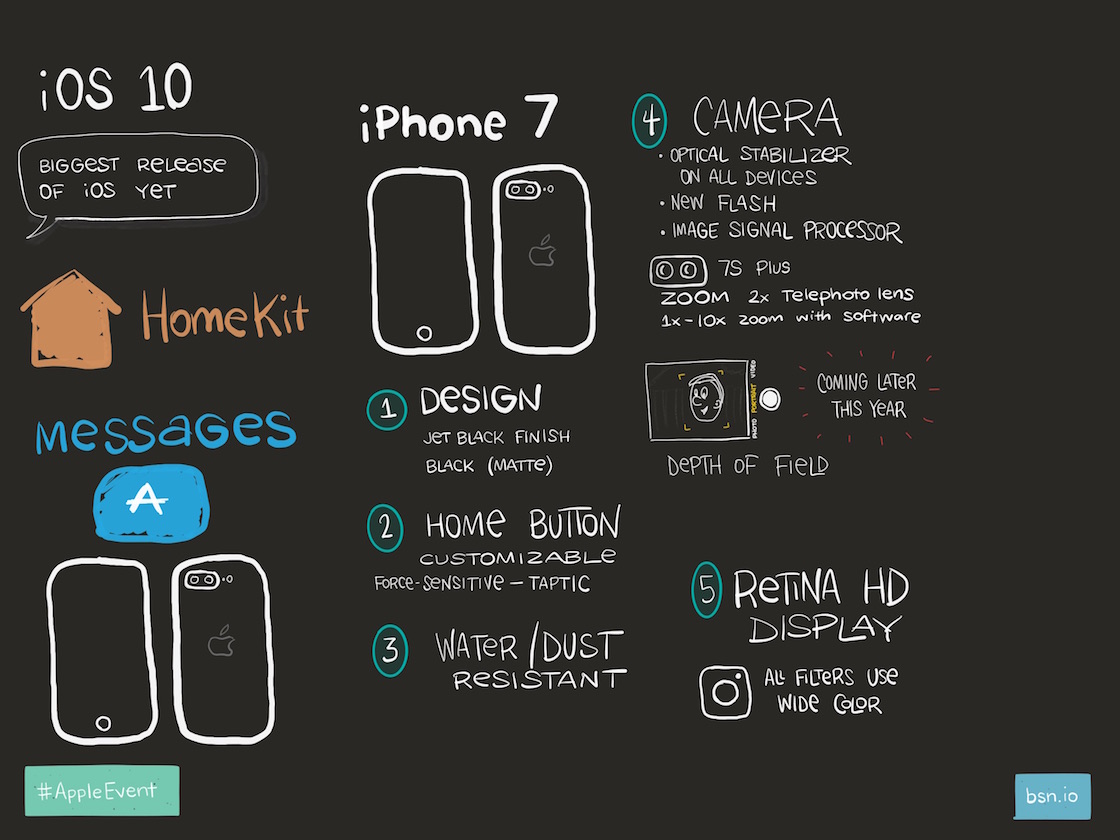 iOS 10
BIGGEST RELEASE
OF iOS YET
HomeKit
MESSAGES
A
#AppleEvent
iPhone 7
1 DESIGN
JET BLACK FINISH
BLACK (MATTE)
2 HOME BUTTON
CUSTOMIZABLE
FORCE-SENSITIVE – TAPTIC
3 WATER/DUST
RESISTANT
4 CAMERA
• OPTICAL STABILIZER
ON ALL DEVICES
• NEW FLASH
• IMAGE SIGNAL PROCESSOR
7S PLUS
ZOOM 2x Telephoto lens
1x-10x zoom with software
PHOTO PORTRAIT VIDEO
COMING LATER
THIS YEAR
DEPTH OF FIELD
5 RETINA HD
DISPLAY
ALL FILTERS USE
WIDE COLOR
bsn.io